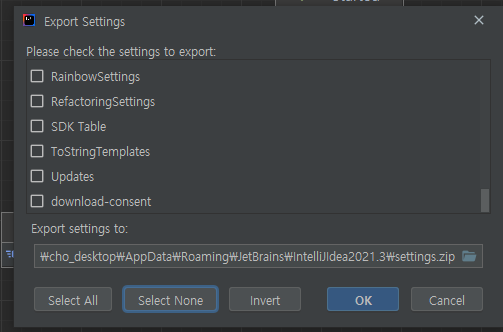 Export Settings
Please check the settings to export:
RainbowSettings
RefactoringSettings
SDK Table
ToStringTemplates
Updates
download-consent
Export settings to:
₩cho_desktop₩AppData₩Roaming₩JetBrains₩IntelliJIdea2021.3₩settings.zip
Select All
Select None
Invert
OK
Cancel